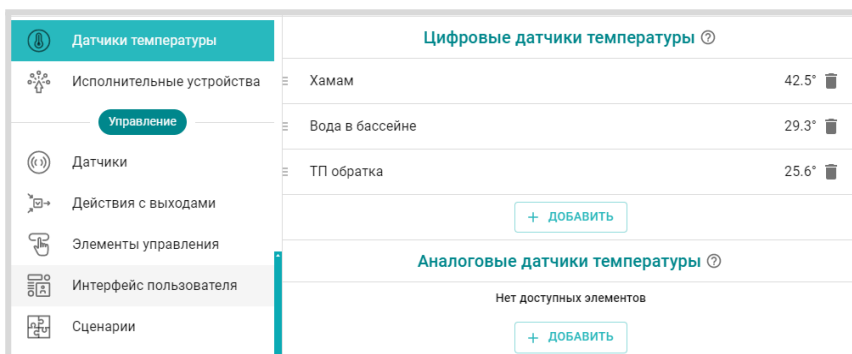 Датчики температуры
Исполнительные устройства
Управление
Датчики
Действия с выходами
Элементы управления
Интерфейс пользователя
Сценарии
Цифровые датчики температуры ?
Хамам 42.5°
Вода в бассейне 29.3°
ТП обратка 25.6°
+ ДОБАВИТЬ
Аналоговые датчики температуры ?
Нет доступных элементов
+ ДОБАВИТЬ